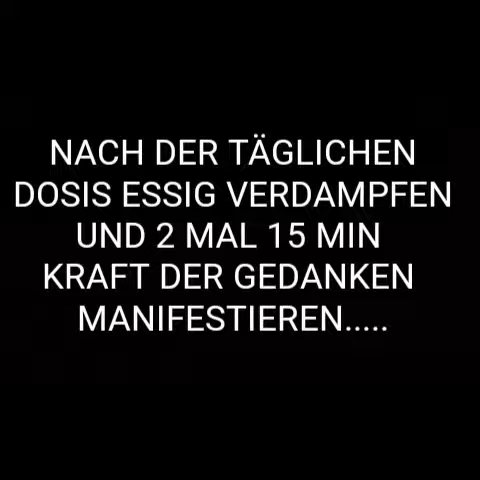 NACH DER TÄGLICHEN
DOSIS ESSIG VERDAMPFEN
UND 2 MAL 15 MIN
KRAFT DER GEDANKEN
MANIFESTIEREN.....